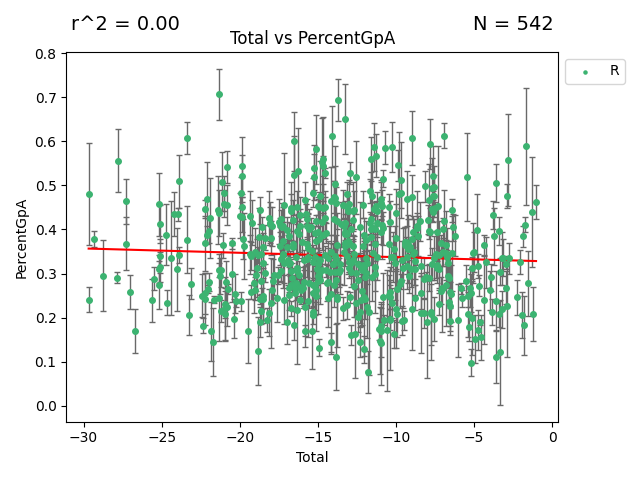 r^2 = 0.00
N = 542
Total vs PercentGpA
R
0.8
0.7
0.6
0.5
0.4
0.3
0.2
0.1
0.0
PercentGpA
−30
−25
−20
−15
−10
−5
0
Total